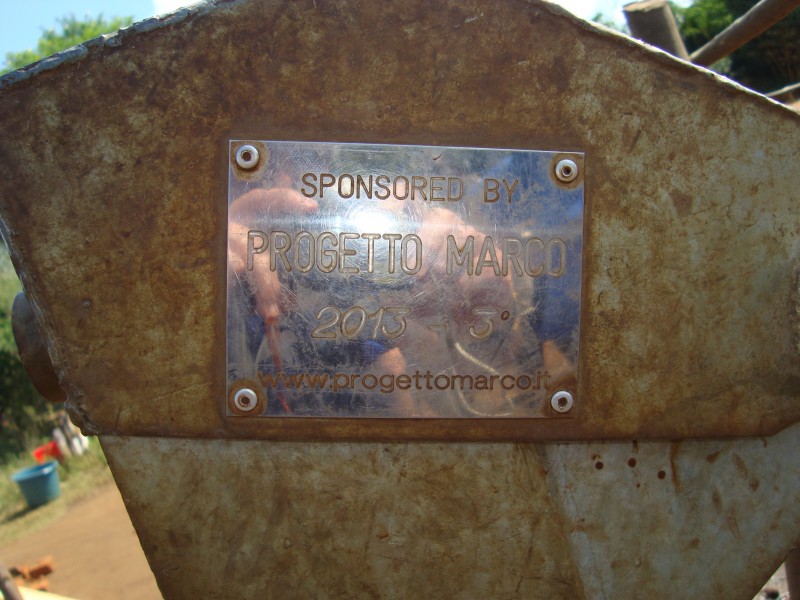 SPONSORED BY
PROGETTO MARCO
2013 - 3°
www.progettomarco.it